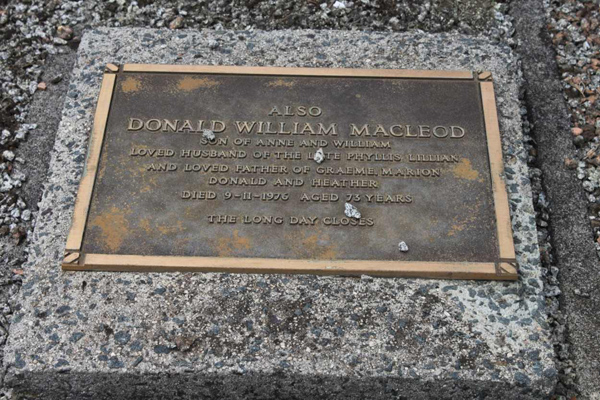 ALSO
DONALD WILLIAM MACLEOD
SON OF ANNE AND WILLIAM
LOVED HUSBAND OF THE LATE PHYLLIS LILLIAN
AND LOVED FATHER OF GRAEME, MARION
DONALD AND HEATHER
DIED 9-11-1976 AGED 73 YEARS
THE LONG DAY CLOSES